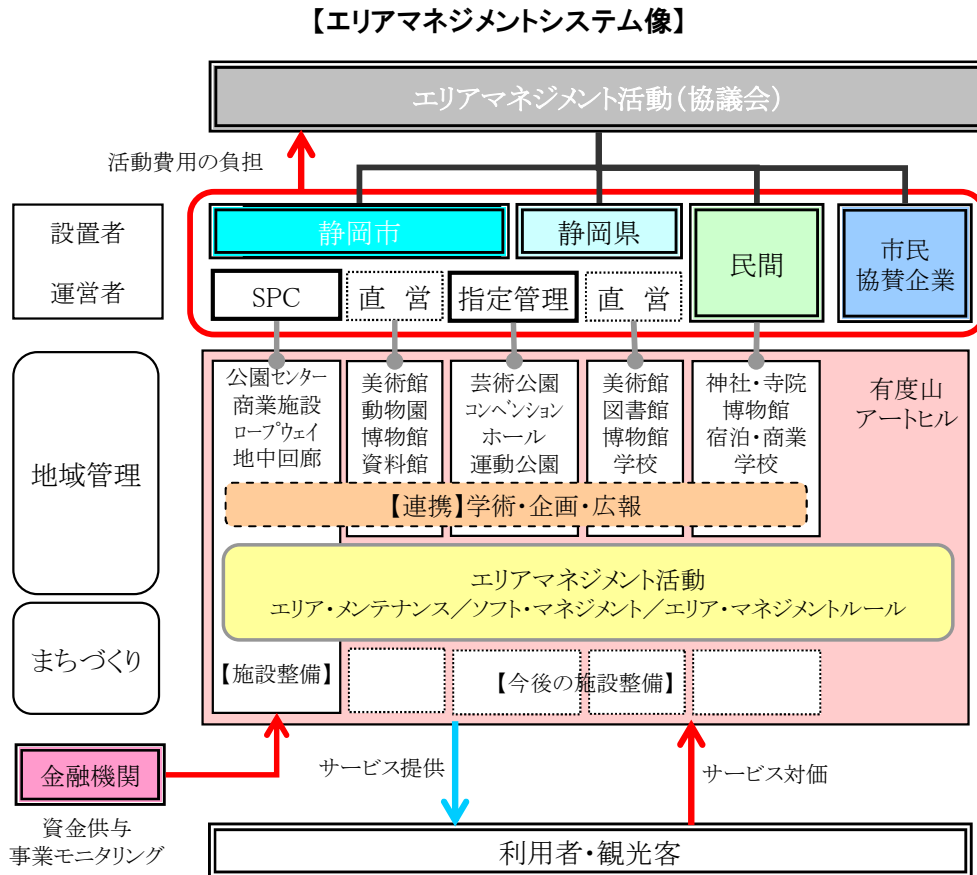 【エリアマネジメントシステム像】
エリアマネジメント活動(協議会)
活動費用の負担
設置者
運営者
静岡市
静岡県
民間
市民
協賛企業
SPC
直 営
指定管理
直 営
地域管理
公園センター
商業施設
ロープウェイ
地中回廊
美術館
動物園
博物館
資料館
芸術公園
コンベンション
ホール
運動公園
美術館
図書館
博物館
学校
神社・寺院
博物館
宿泊・商業
学校
有度山
アートヒル
【連携】学術・企画・広報
エリアマネジメント活動
エリア・メンテナンス／ソフト・マネジメント／エリア・マネジメントルール
まちづくり
【施設整備】
【今後の施設整備】
金融機関
資金供与
事業モニタリング
サービス提供
サービス対価
利用者・観光客